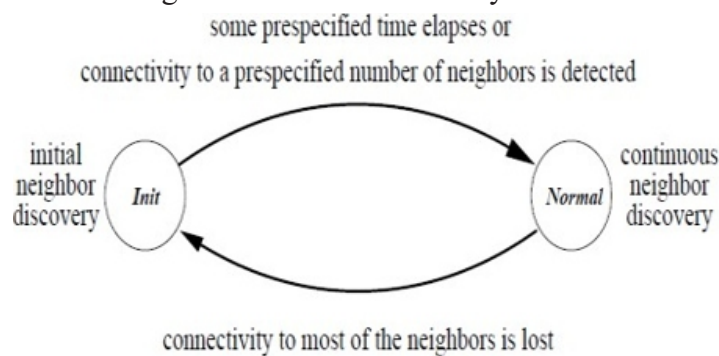 some prespecified time elapses or
connectivity to a prespecified number of neighbors is detected
initial
neighbor
discovery
Init
Normal
continuous
neighbor
discovery
connectivity to most of the neighbors is lost